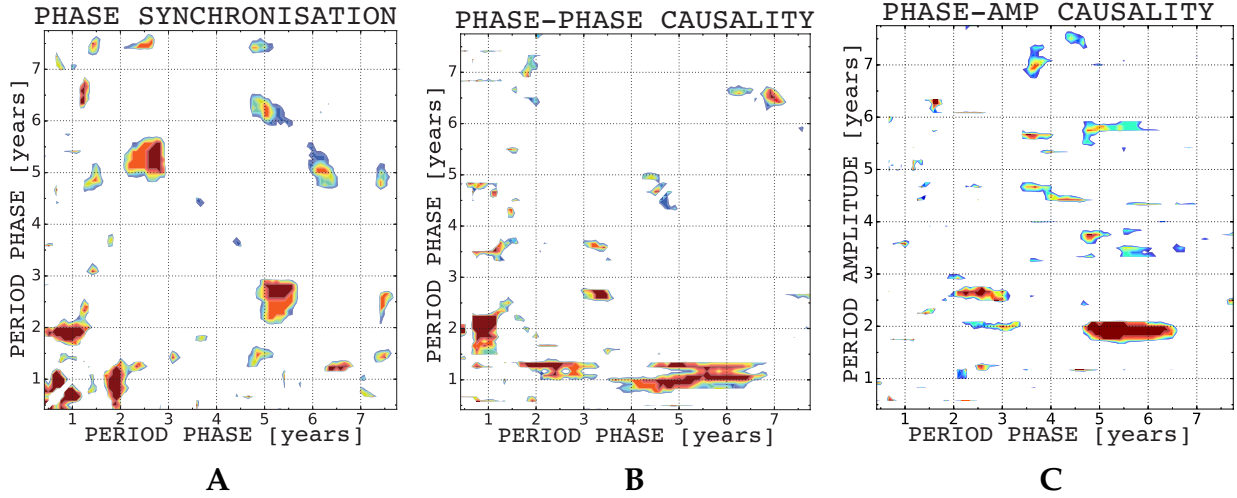 PHASE SYNCHRONISATION
PERIOD PHASE [years]
7
6
5
4
3
2
1
1 2 3 4 5 6 7
PERIOD PHASE [years]
A
PHASE-PHASE CAUSALITY
PERIOD PHASE [years]
7
6
5
4
3
2
1
1 2 3 4 5 6 7
PERIOD PHASE [years]
B
PHASE-AMP CAUSALITY
PERIOD AMPLITUDE [years]
7
6
5
4
3
2
1
1 2 3 4 5 6 7
PERIOD PHASE [years]
C